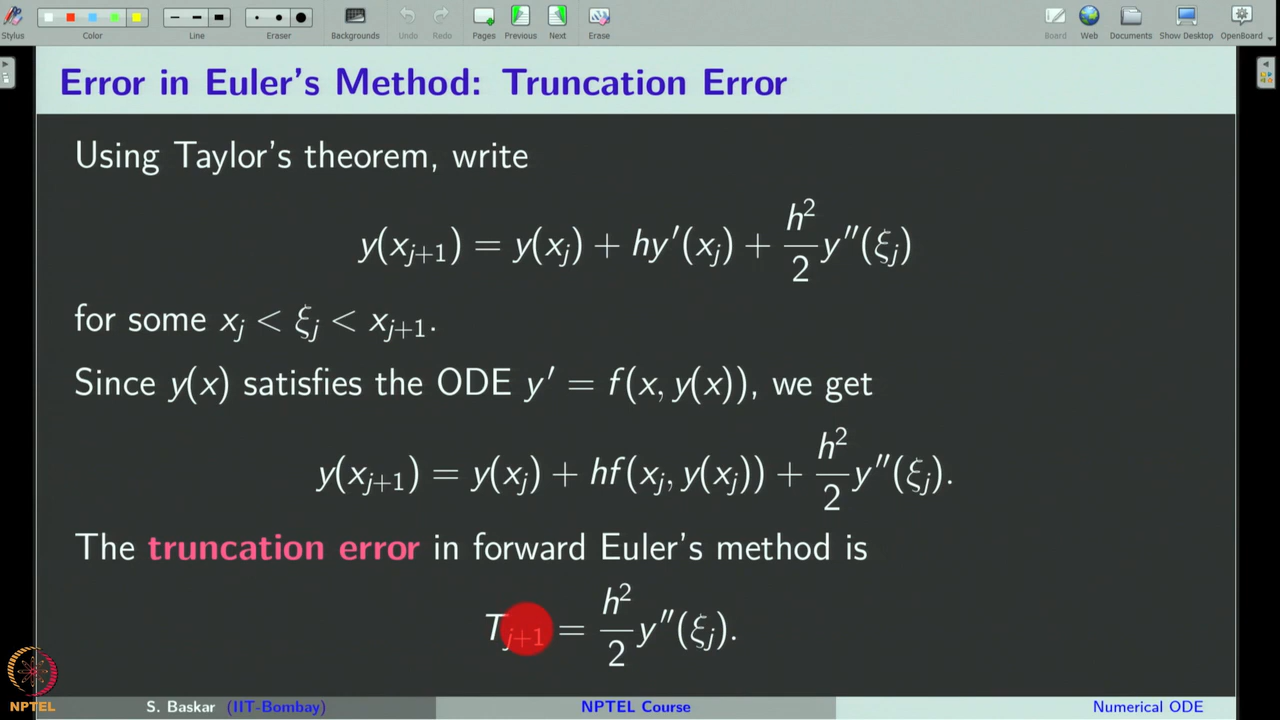 Stylus Color Line Eraser Backgrounds Undo Redo Pages Previous Next Erase Board Web Documents Show Desktop OpenBoard
Error in Euler's Method: Truncation Error
Using Taylor's theorem, write
y(x_{j+1}) = y(x_j) + hy′(x_j) + \frac{h^2}{2} y″(ξ_j)
for some x_j < ξ_j < x_{j+1}.
Since y(x) satisfies the ODE y′ = f(x, y(x)), we get
y(x_{j+1}) = y(x_j) + hf(x_j, y(x_j)) + \frac{h^2}{2} y″(ξ_j).
The truncation error in forward Euler's method is
T_{j+1} = \frac{h^2}{2} y″(ξ_j).
NPTEL
S. Baskar (IIT-Bombay) NPTEL Course Numerical ODE